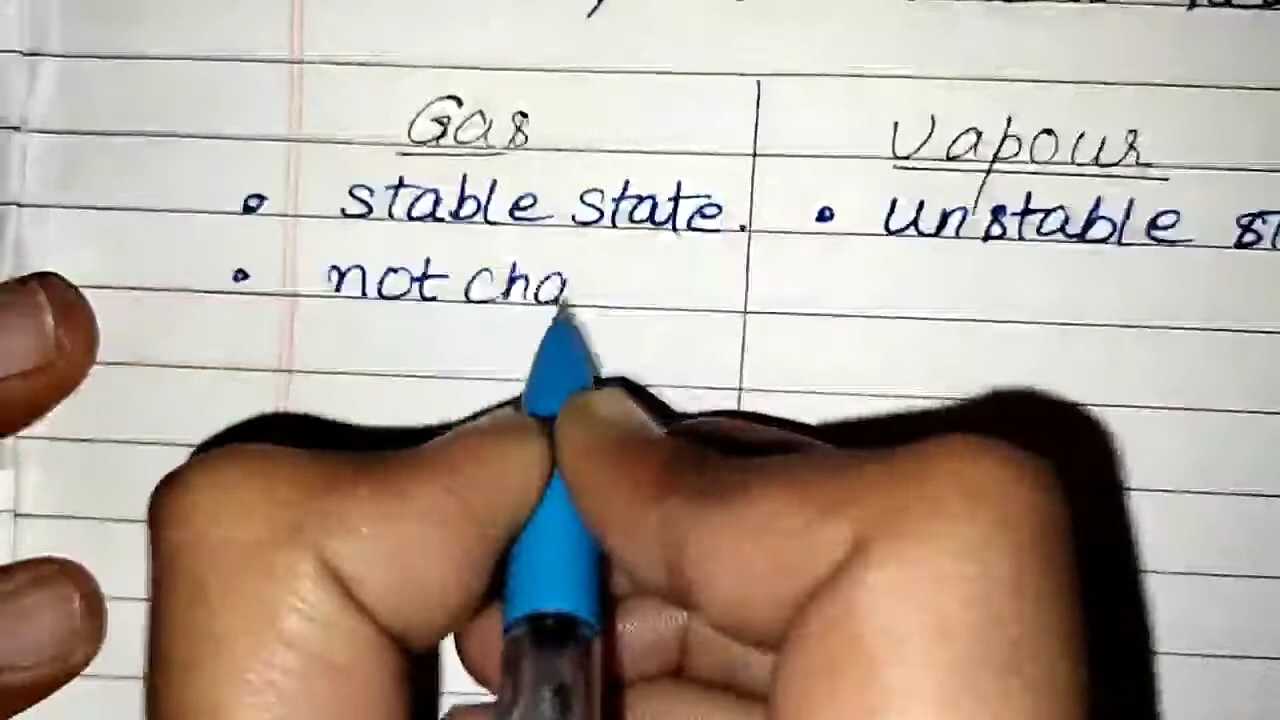 Gas Vapour
• stable state. • unstable
• not cha